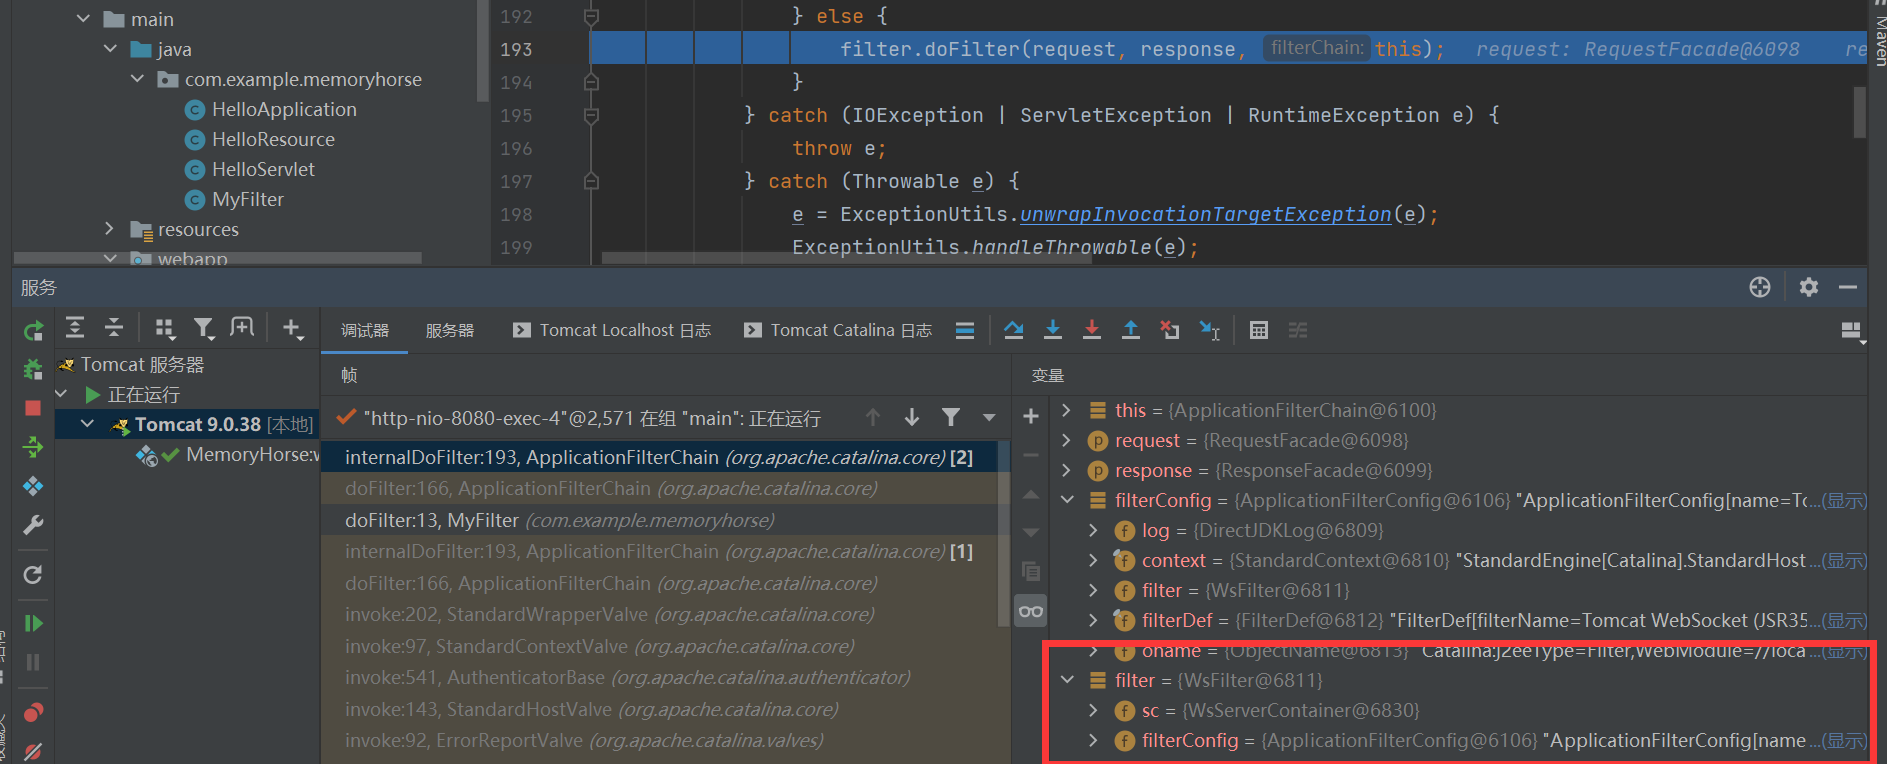 main
java
com.example.memoryhorse
HelloApplication
HelloResource
HelloServlet
MyFilter
resources
webapp
192 } else {
193 filter.doFilter(request, response, filterChain: this); request: RequestFacade@6098 re
194 }
195 } catch (IOException | ServletException | RuntimeException e) {
196 throw e;
197 } catch (Throwable e) {
198 e = ExceptionUtils.unwrapInvocationTargetException(e);
199 ExceptionUtils.handleThrowable(e);
Maven
服务
Tomcat 服务器
正在运行
Tomcat 9.0.38 [本地]
MemoryHorse:w
调试器 服务器 Tomcat Localhost 日志 Tomcat Catalina 日志
帧
"http-nio-8080-exec-4"@2,571 在组 "main": 正在运行
internalDoFilter:193, ApplicationFilterChain (org.apache.catalina.core) [2]
doFilter:166, ApplicationFilterChain (org.apache.catalina.core)
doFilter:13, MyFilter (com.example.memoryhorse)
internalDoFilter:193, ApplicationFilterChain (org.apache.catalina.core) [1]
doFilter:166, ApplicationFilterChain (org.apache.catalina.core)
invoke:202, StandardWrapperValve (org.apache.catalina.core)
invoke:97, StandardContextValve (org.apache.catalina.core)
invoke:541, AuthenticatorBase (org.apache.catalina.authenticator)
invoke:143, StandardHostValve (org.apache.catalina.core)
invoke:92, ErrorReportValve (org.apache.catalina.valves)
变量
this = {ApplicationFilterChain@6100}
request = {RequestFacade@6098}
response = {ResponseFacade@6099}
filterConfig = {ApplicationFilterConfig@6106} "ApplicationFilterConfig[name=Tc ...(显示)
log = {DirectJDKLog@6809}
context = {StandardContext@6810} "StandardEngine[Catalina].StandardHost ...(显示)
filter = {WsFilter@6811}
filterDef = {FilterDef@6812} "FilterDef[filterName=Tomcat WebSocket (JSR35 ...(显示)
oname = {ObjectName@6813} "Catalina:j2eeType=Filter,WebModule=//loca ...(显示)
filter = {WsFilter@6811}
sc = {WsServerContainer@6830}
filterConfig = {ApplicationFilterConfig@6106} "ApplicationFilterConfig[name ...(显示)